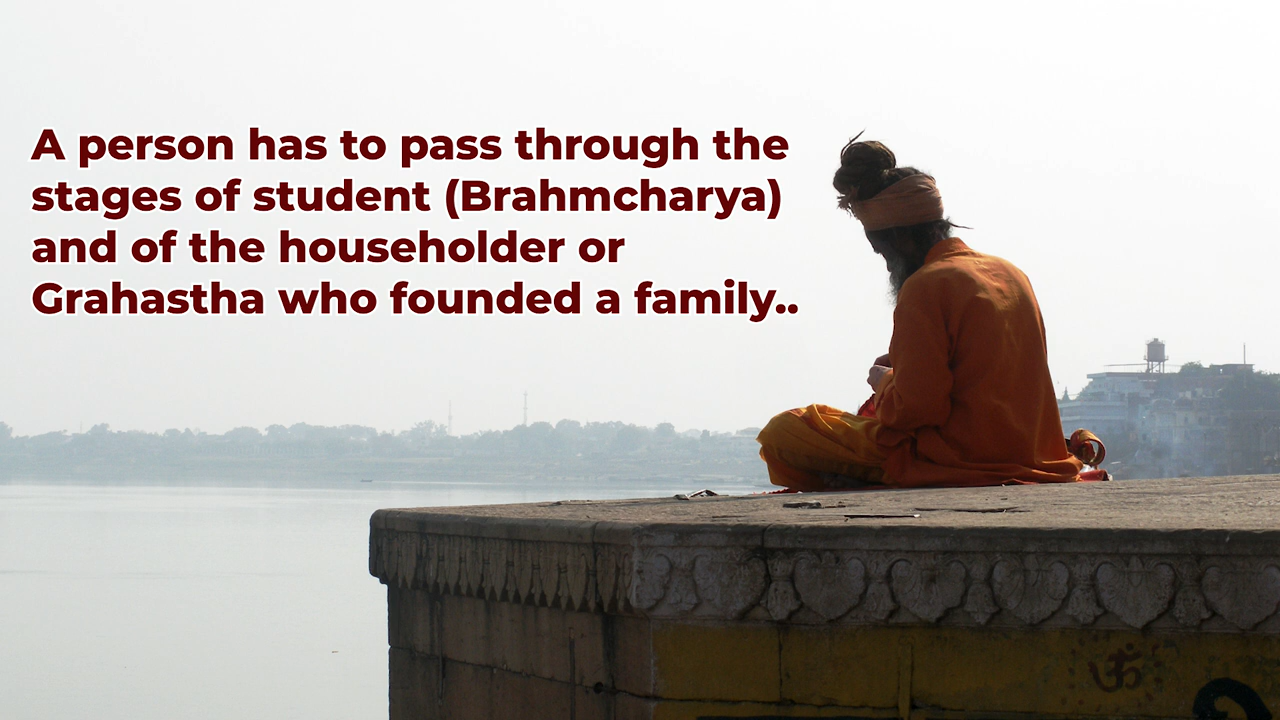 A person has to pass through the
stages of student (Brahmcharya)
and of the householder or
Grahastha who founded a family..
ॐ